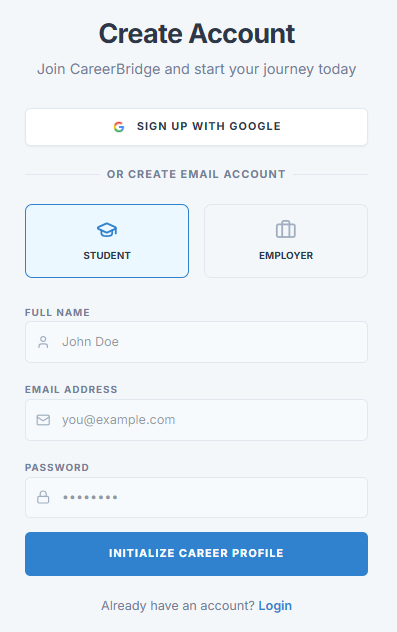 Create Account
Join CareerBridge and start your journey today
SIGN UP WITH GOOGLE
OR CREATE EMAIL ACCOUNT
STUDENT
EMPLOYER
FULL NAME
John Doe
EMAIL ADDRESS
you@example.com
PASSWORD
••••••••
INITIALIZE CAREER PROFILE
Already have an account? Login